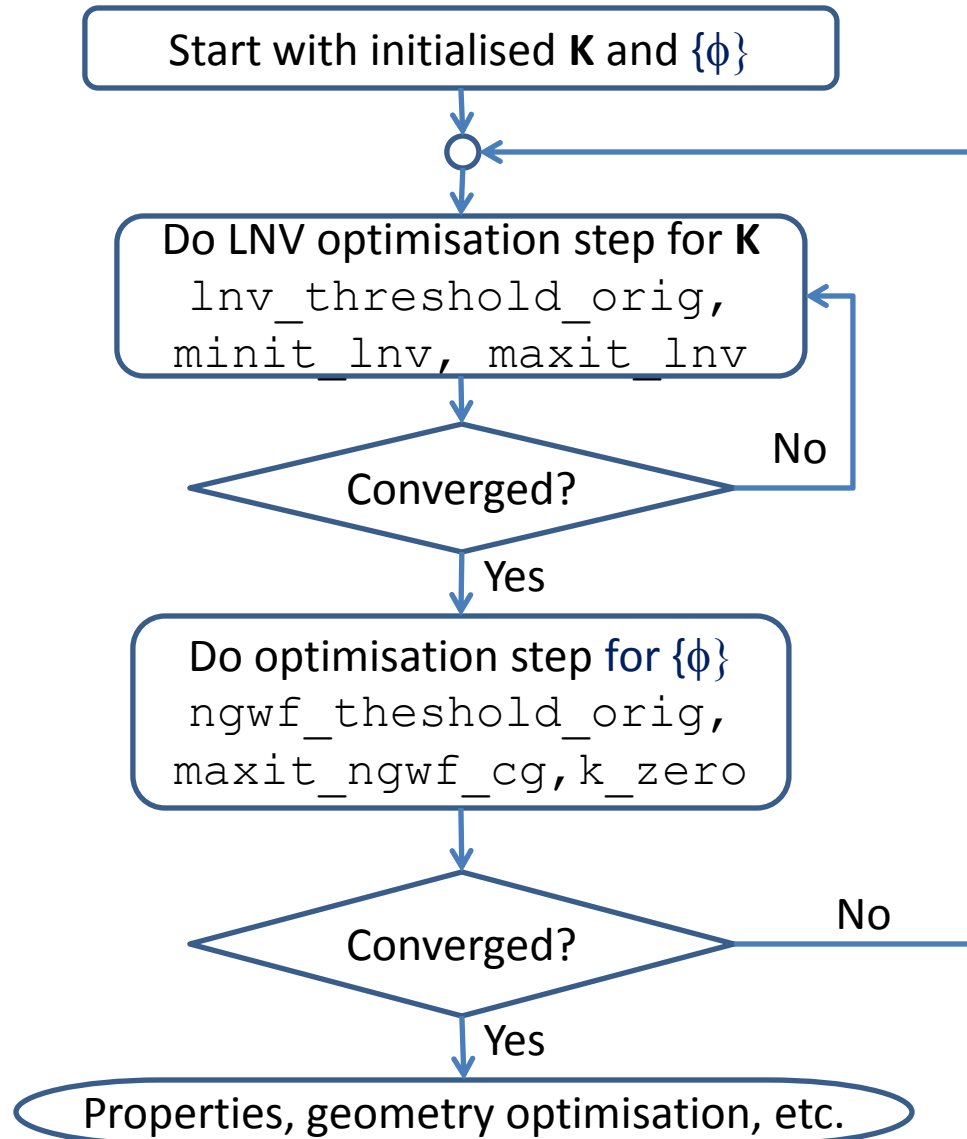 Start with initialised K and {ϕ}
Do LNV optimisation step for K
lnv_threshold_orig,
minit_lnv, maxit_lnv
No
Converged?
Yes
Do optimisation step for {ϕ}
ngwf_theshold_orig,
maxit_ngwf_cg,k_zero
No
Converged?
Yes
Properties, geometry optimisation, etc.